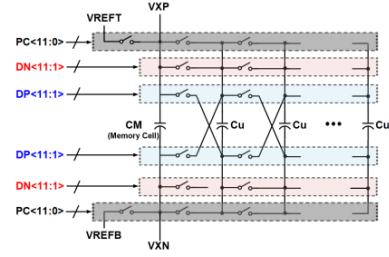 VXP
VREFT
PC<11:0>
DN<11:1>
DP<11:1>
CM Cu Cu ••• Cu
(Memory Cell)
DP<11:1>
DN<11:1>
PC<11:0>
VREFB
VXN